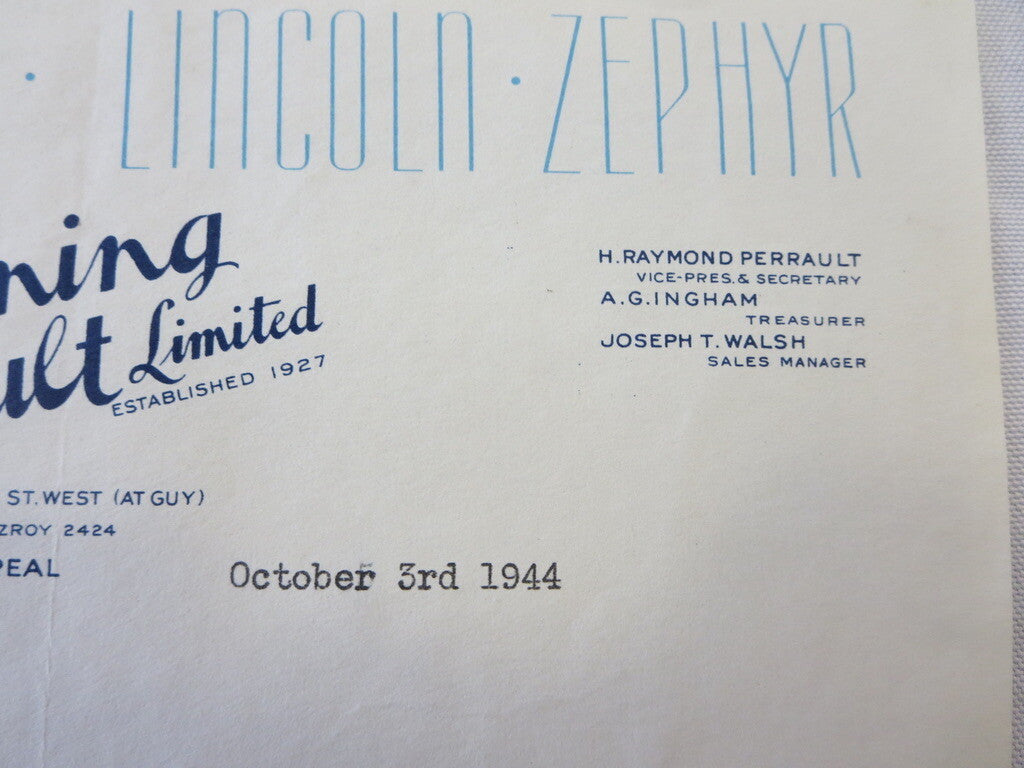 · LINCOLN · ZEPHYR
ning
ult Limited
ESTABLISHED 1927
H. RAYMOND PERRAULT
VICE-PRES. & SECRETARY
A. G. INGHAM
TREASURER
JOSEPH T. WALSH
SALES MANAGER
ST. WEST (AT GUY)
ZROY 2424
EAL
October 3rd 1944